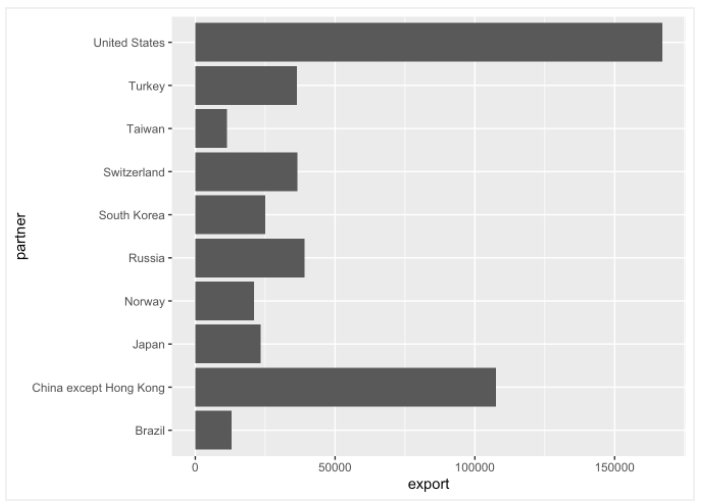 United States
Turkey
Taiwan
Switzerland
South Korea
Russia
Norway
Japan
China except Hong Kong
Brazil
partner
0 50000 100000 150000
export